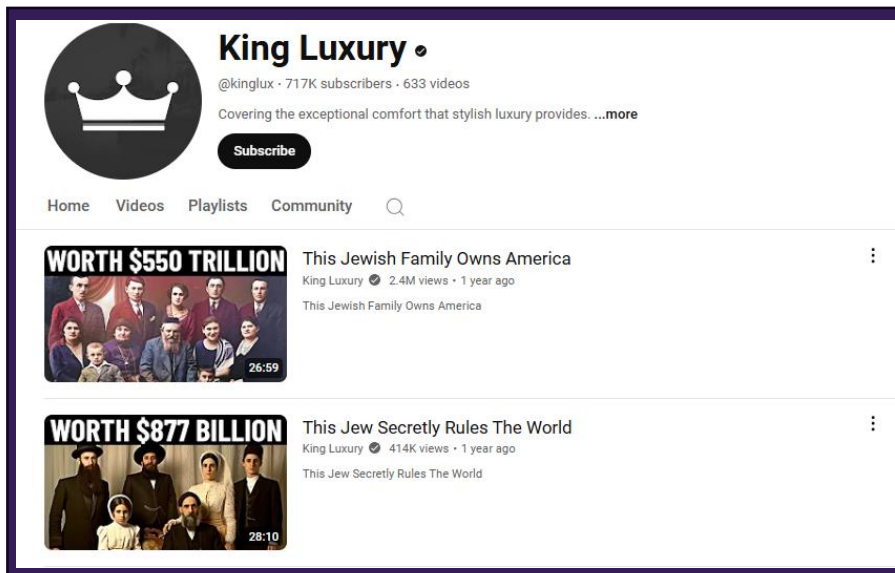 King Luxury
@kinglux · 717K subscribers · 633 videos
Covering the exceptional comfort that stylish luxury provides. ...more
Subscribe
Home Videos Playlists Community
WORTH $550 TRILLION
26:59
This Jewish Family Owns America
King Luxury 2.4M views • 1 year ago
This Jewish Family Owns America
WORTH $877 BILLION
28:10
This Jew Secretly Rules The World
King Luxury 414K views • 1 year ago
This Jew Secretly Rules The World